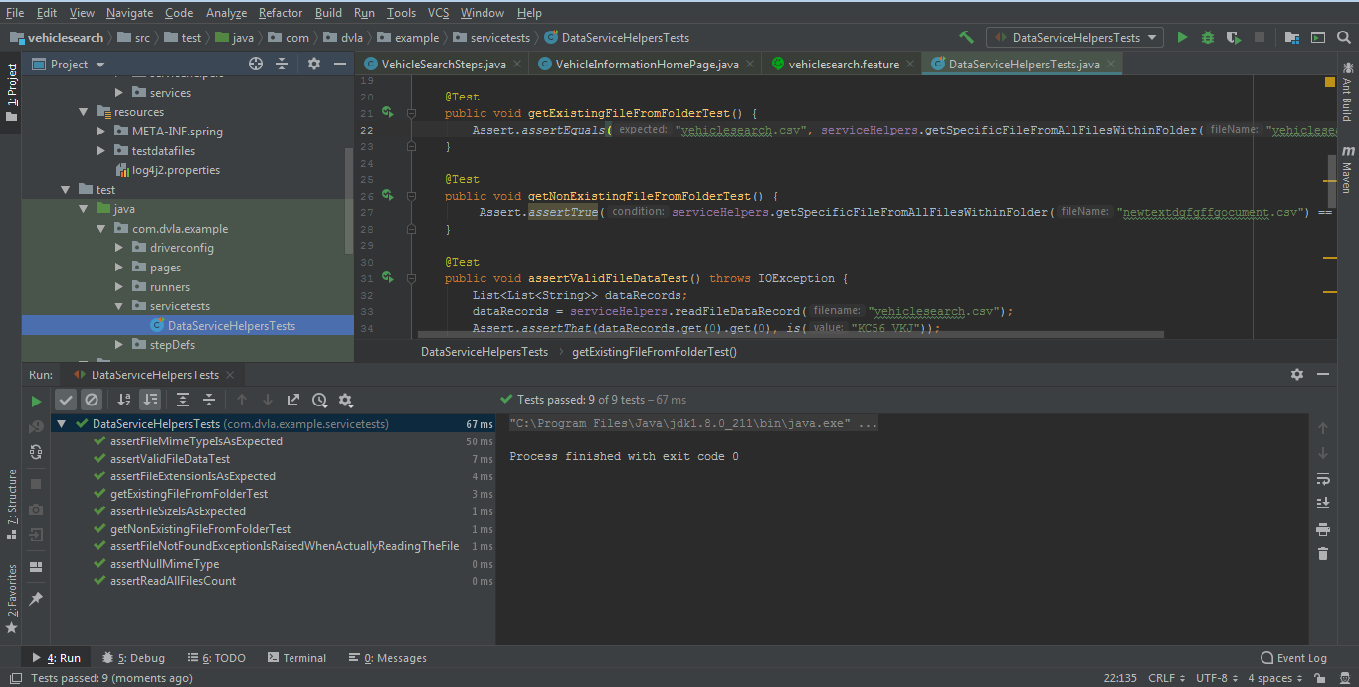 File Edit View Navigate Code Analyze Refactor Build Run Tools VCS Window Help
vehiclesearch src test java com dvla example servicetests DataServiceHelpersTests
DataServiceHelpersTests
1: Project
Project
services
resources
META-INF.spring
testdatafiles
log4j2.properties
test
java
com.dvla.example
driverconfig
pages
runners
servicetests
DataServiceHelpersTests
stepDefs
VehicleSearchSteps.java VehicleInformationHomePage.java vehiclesearch.feature DataServiceHelpersTests.java
19
20 @Test
21 public void getExistingFileFromFolderTest() {
22 Assert.assertEquals( expected: "vehiclesearch.csv", serviceHelpers.getSpecificFileFromAllFilesWithinFolder( fileName: "vehiclesea
23 }
24
25 @Test
26 public void getNonExistingFileFromFolderTest() {
27 Assert.assertTrue( condition: serviceHelpers.getSpecificFileFromAllFilesWithinFolder( fileName: "newtextdgfgffgocument.csv") ==
28 }
29
30 @Test
31 public void assertValidFileDataTest() throws IOException {
32 List<List<String>> dataRecords;
33 dataRecords = serviceHelpers.readFileDataRecord( filename: "vehiclesearch.csv");
34 Assert.assertThat(dataRecords.get(0).get(0), is( value: "KC56 VKJ"));
DataServiceHelpersTests getExistingFileFromFolderTest()
Ant Build
Maven
Run: DataServiceHelpersTests
Tests passed: 9 of 9 tests – 67 ms
DataServiceHelpersTests (com.dvla.example.servicetests) 67 ms
assertFileMimeTypeIsAsExpected 50 ms
assertValidFileDataTest 7 ms
assertFileExtensionIsAsExpected 4 ms
getExistingFileFromFolderTest 3 ms
assertFileSizeIsAsExpected 1 ms
getNonExistingFileFromFolderTest 1 ms
assertFileNotFoundExceptionIsRaisedWhenActuallyReadingTheFile 1 ms
assertNullMimeType 0 ms
assertReadAllFilesCount 0 ms
"C:\Program Files\Java\jdk1.8.0_211\bin\java.exe" ...
Process finished with exit code 0
7: Structure
2: Favorites
4: Run 5: Debug 6: TODO Terminal 0: Messages Event Log
Tests passed: 9 (moments ago) 22:135 CRLF UTF-8 4 spaces